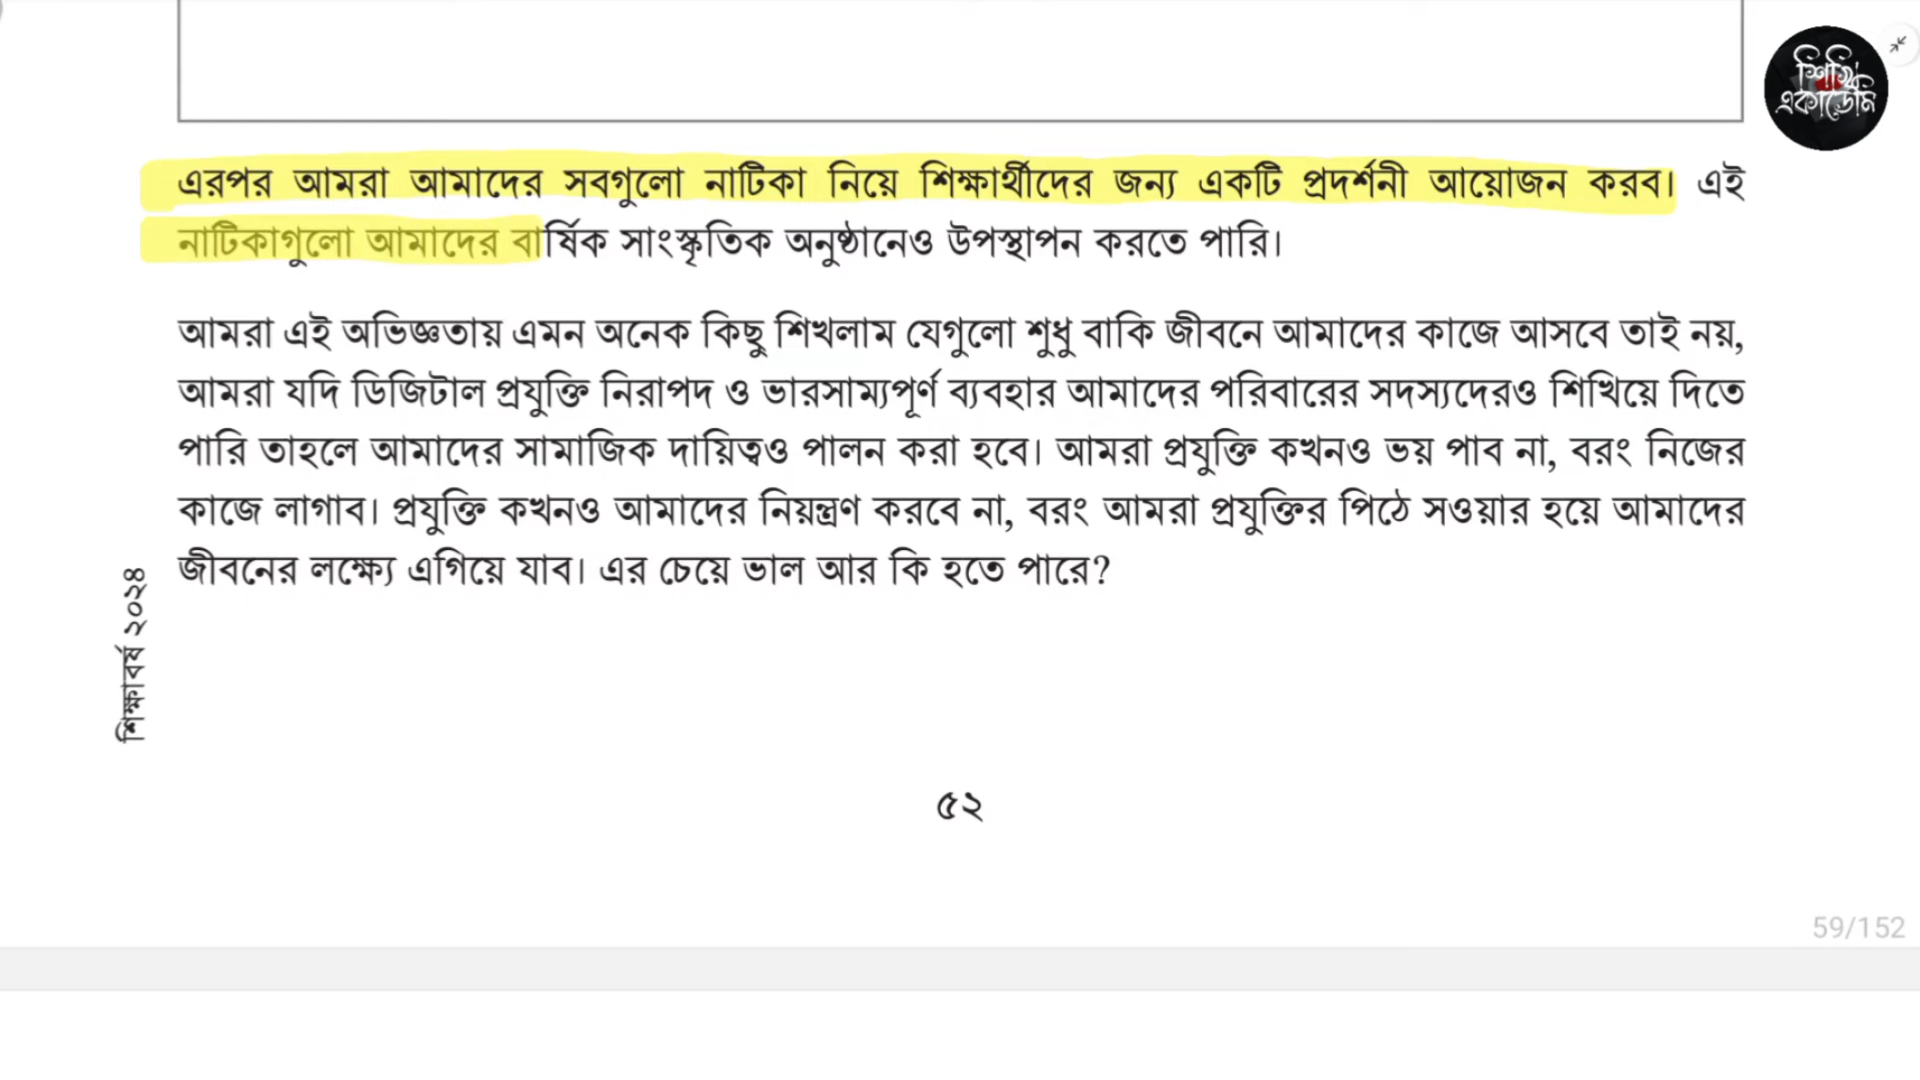 শিখি
একাডেমি
এরপর আমরা আমাদের সবগুলো নাটিকা নিয়ে শিক্ষার্থীদের জন্য একটি প্রদর্শনী আয়োজন করব। এই
নাটিকাগুলো আমাদের বার্ষিক সাংস্কৃতিক অনুষ্ঠানেও উপস্থাপন করতে পারি।
আমরা এই অভিজ্ঞতায় এমন অনেক কিছু শিখলাম যেগুলো শুধু বাকি জীবনে আমাদের কাজে আসবে তাই নয়,
আমরা যদি ডিজিটাল প্রযুক্তি নিরাপদ ও ভারসাম্যপূর্ণ ব্যবহার আমাদের পরিবারের সদস্যদেরও শিখিয়ে দিতে
পারি তাহলে আমাদের সামাজিক দায়িত্বও পালন করা হবে। আমরা প্রযুক্তি কখনও ভয় পাব না, বরং নিজের
কাজে লাগাব। প্রযুক্তি কখনও আমাদের নিয়ন্ত্রণ করবে না, বরং আমরা প্রযুক্তির পিঠে সওয়ার হয়ে আমাদের
জীবনের লক্ষ্যে এগিয়ে যাব। এর চেয়ে ভাল আর কি হতে পারে?
শিক্ষাবর্ষ ২০২৪
৫২
59/152